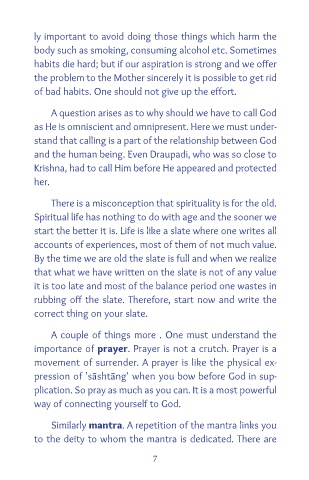 ly important to avoid doing those things which harm the
body such as smoking, consuming alcohol etc. Sometimes
habits die hard; but if our aspiration is strong and we offer
the problem to the Mother sincerely it is possible to get rid
of bad habits. One should not give up the effort.
A question arises as to why should we have to call God
as He is omniscient and omnipresent. Here we must under-
stand that calling is a part of the relationship between God
and the human being. Even Draupadi, who was so close to
Krishna, had to call Him before He appeared and protected
her.
There is a misconception that spirituality is for the old.
Spiritual life has nothing to do with age and the sooner we
start the better it is. Life is like a slate where one writes all
accounts of experiences, most of them of not much value.
By the time we are old the slate is full and when we realize
that what we have written on the slate is not of any value
it is too late and most of the balance period one wastes in
rubbing off the slate. Therefore, start now and write the
correct thing on your slate.
A couple of things more . One must understand the
importance of prayer. Prayer is not a crutch. Prayer is a
movement of surrender. A prayer is like the physical ex-
pression of 'sāshtāng' when you bow before God in sup-
plication. So pray as much as you can. It is a most powerful
way of connecting yourself to God.
Similarly mantra. A repetition of the mantra links you
to the deity to whom the mantra is dedicated. There are
7